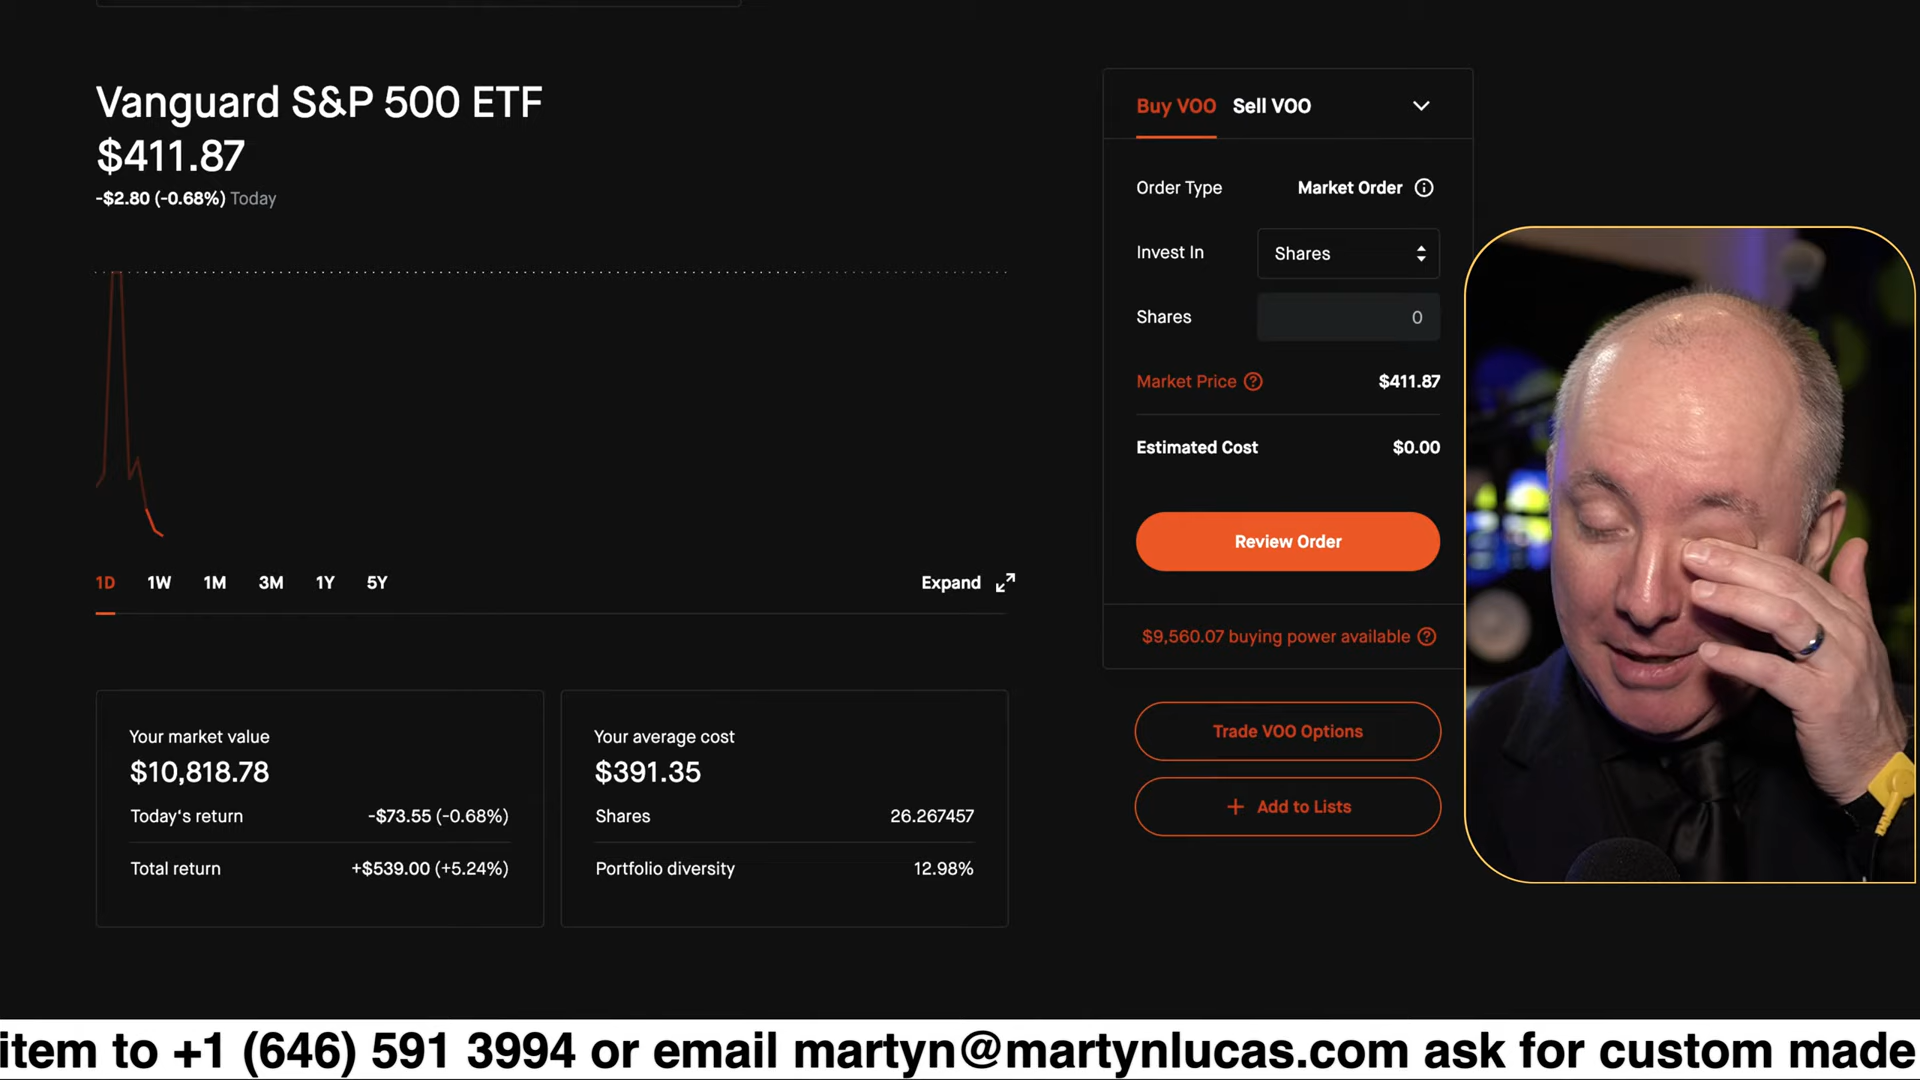 Vanguard S&P 500 ETF
$411.87
-$2.80 (-0.68%) Today
1D 1W 1M 3M 1Y 5Y Expand
Your market value
$10,818.78
Today's return -$73.55 (-0.68%)
Total return +$539.00 (+5.24%)
Your average cost
$391.35
Shares 26.267457
Portfolio diversity 12.98%
Buy VOO Sell VOO
Order Type Market Order
Invest In Shares
Shares 0
Market Price $411.87
Estimated Cost $0.00
Review Order
$9,560.07 buying power available
Trade VOO Options
+ Add to Lists
item to +1 (646) 591 3994 or email martyn@martynlucas.com ask for custom made